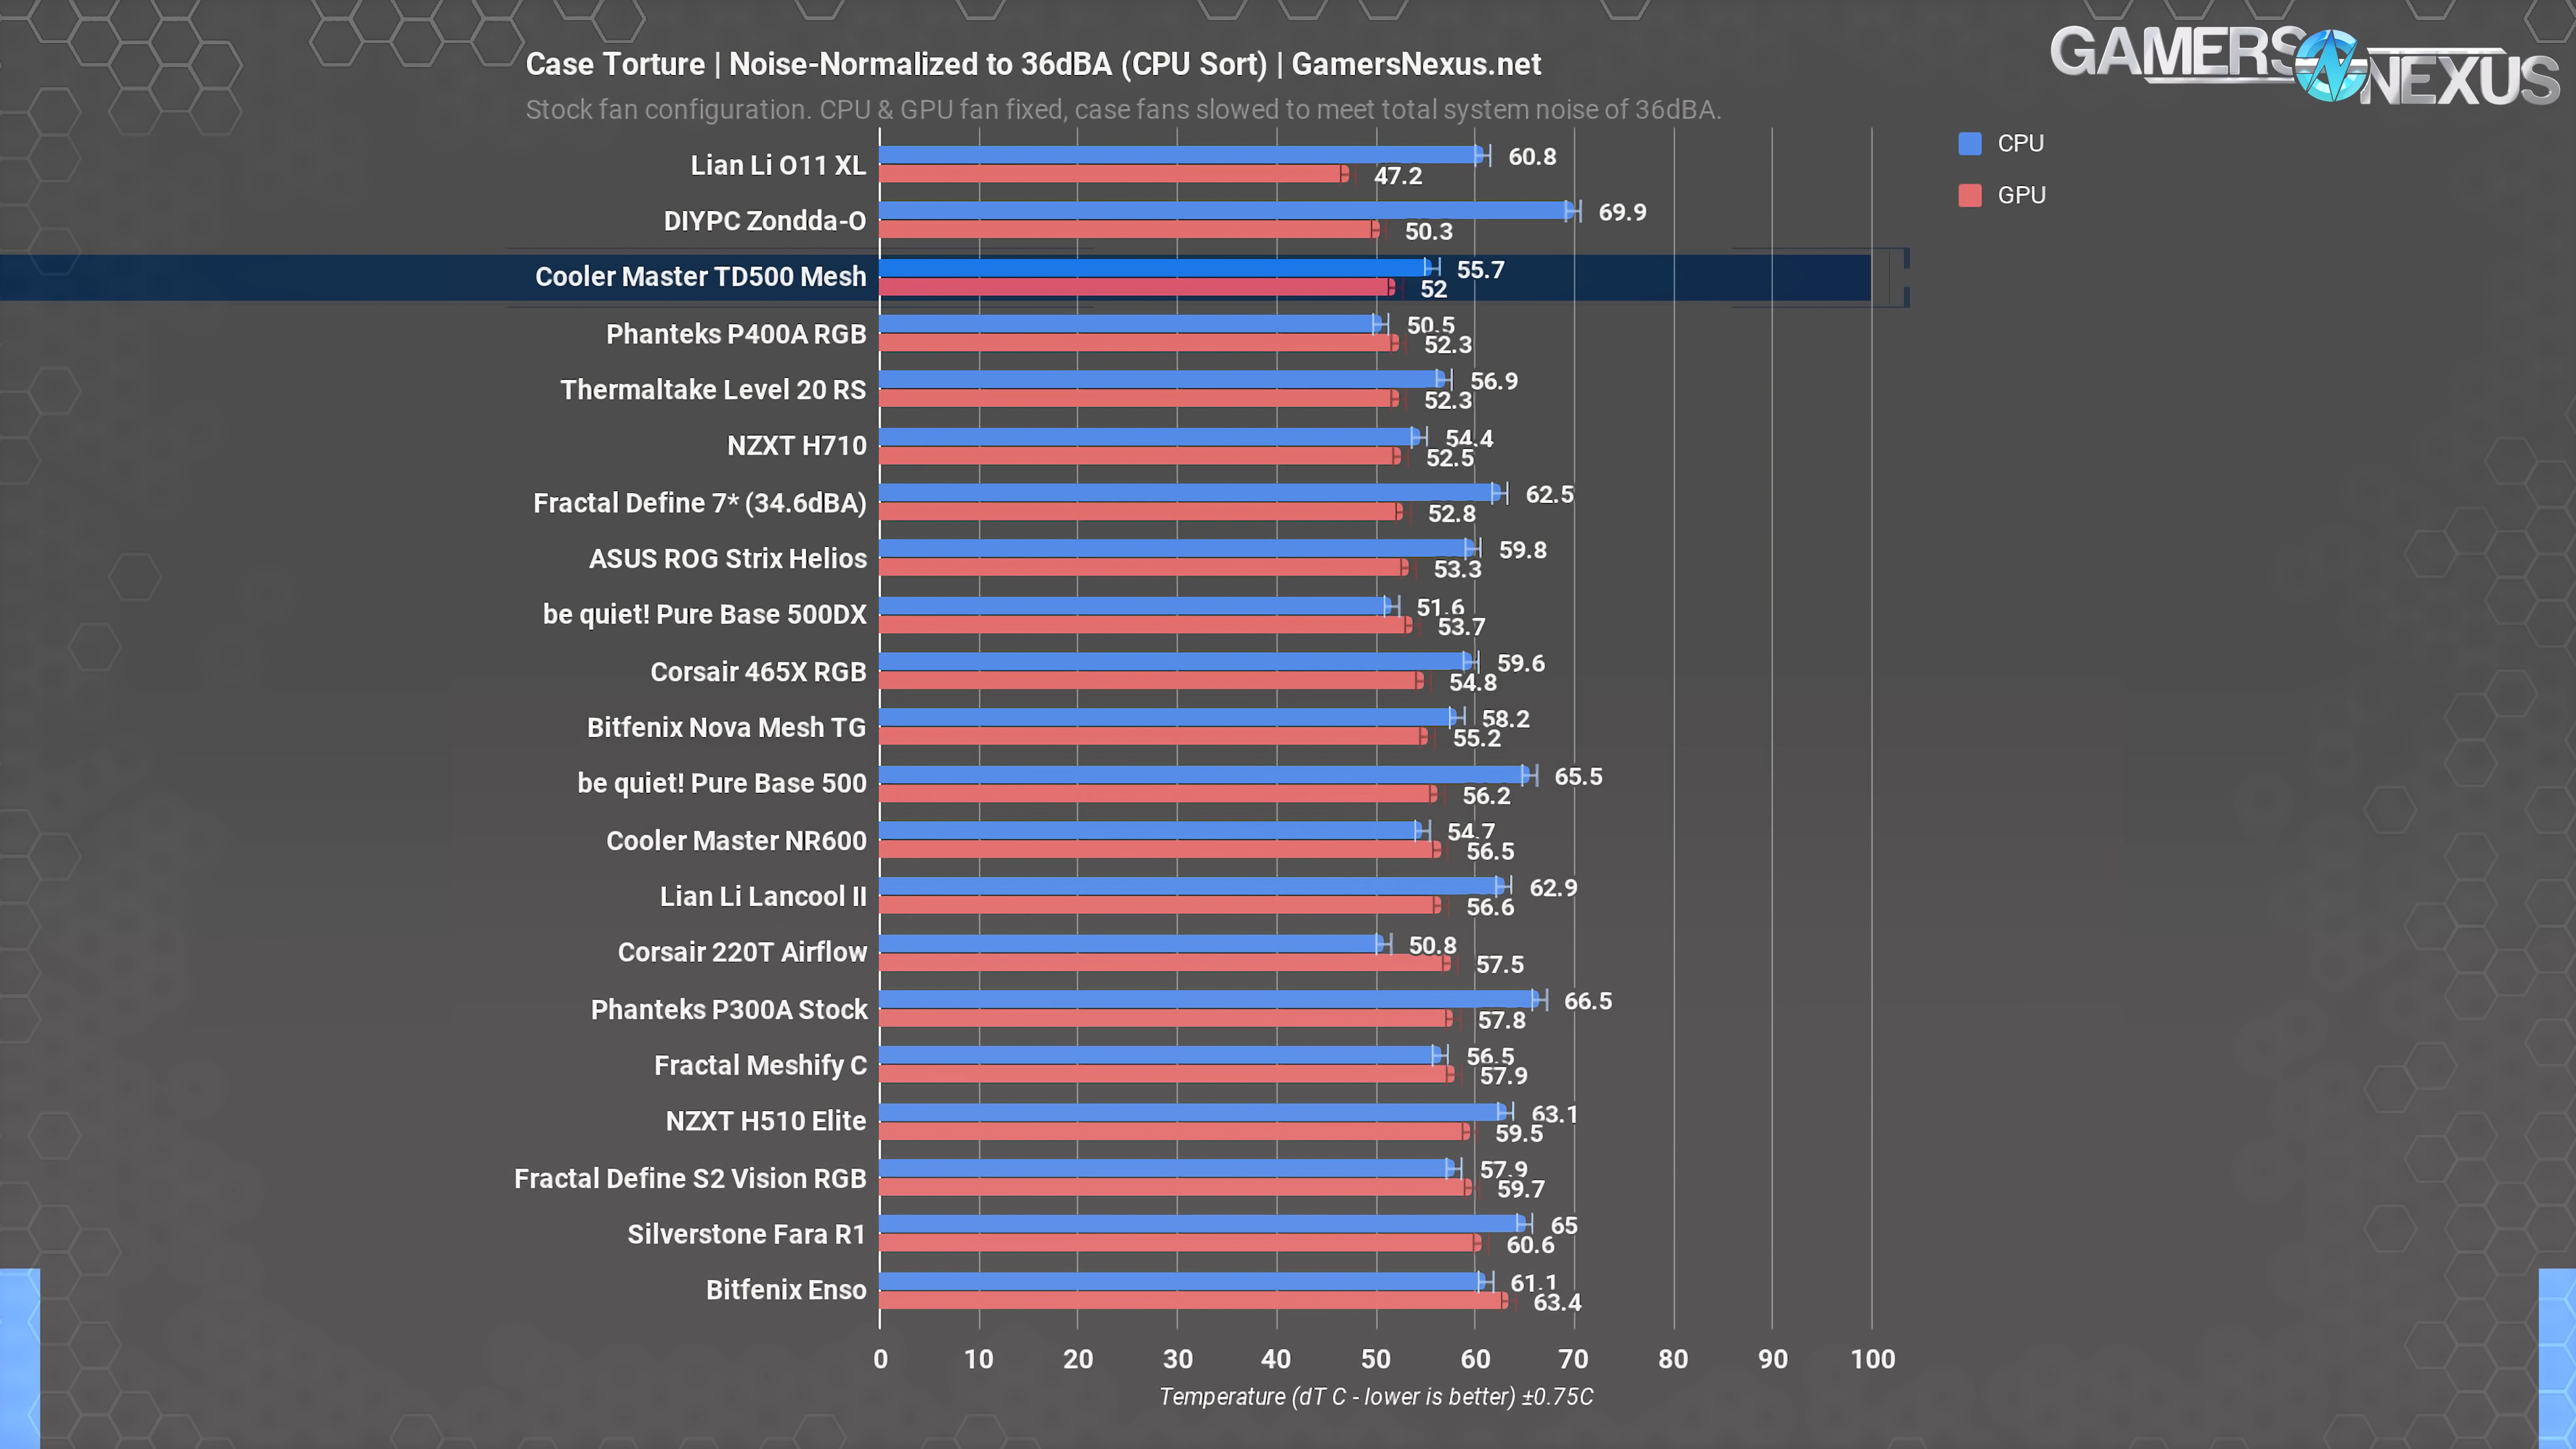 GAMERS NEXUS
Case Torture | Noise-Normalized to 36dBA (CPU Sort) | GamersNexus.net
Stock fan configuration. CPU & GPU fan fixed, case fans slowed to meet total system noise of 36dBA.
CPU
GPU
Lian Li O11 XL 60.8
47.2
DIYPC Zondda-O 69.9
50.3
Cooler Master TD500 Mesh 55.7
52
Phanteks P400A RGB 50.5
52.3
Thermaltake Level 20 RS 56.9
52.3
NZXT H710 54.4
52.5
Fractal Define 7* (34.6dBA) 62.5
52.8
ASUS ROG Strix Helios 59.8
53.3
be quiet! Pure Base 500DX 51.6
53.7
Corsair 465X RGB 59.6
54.8
Bitfenix Nova Mesh TG 58.2
55.2
be quiet! Pure Base 500 65.5
56.2
Cooler Master NR600 54.7
56.5
Lian Li Lancool II 62.9
56.6
Corsair 220T Airflow 50.8
57.5
Phanteks P300A Stock 66.5
57.8
Fractal Meshify C 56.5
57.9
NZXT H510 Elite 63.1
59.5
Fractal Define S2 Vision RGB 57.9
59.7
Silverstone Fara R1 65
60.6
Bitfenix Enso 61.1
63.4
0 10 20 30 40 50 60 70 80 90 100
Temperature (dT C - lower is better) ±0.75C